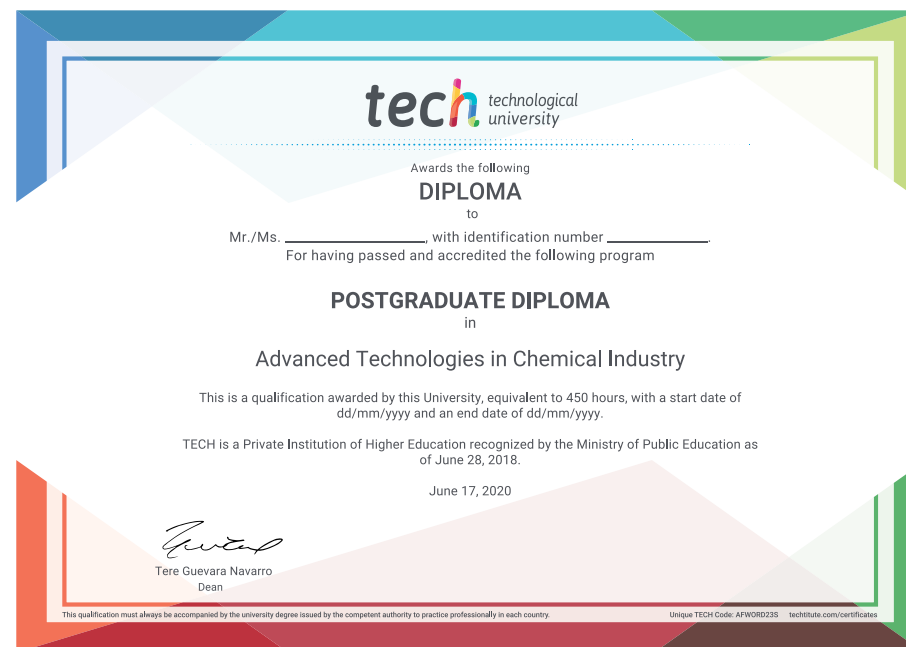 tech technological
university
Awards the following
DIPLOMA
to
Mr./Ms. ____________________, with identification number ______________.
For having passed and accredited the following program
POSTGRADUATE DIPLOMA
in
Advanced Technologies in Chemical Industry
This is a qualification awarded by this University, equivalent to 450 hours, with a start date of
dd/mm/yyyy and an end date of dd/mm/yyyy.
TECH is a Private Institution of Higher Education recognized by the Ministry of Public Education as
of June 28, 2018.
June 17, 2020
Tere Guevara Navarro
Dean
This qualification must always be accompanied by the university degree issued by the competent authority to practice professionally in each country.
Unique TECH Code: AFWORD23S techtitute.com/certificates